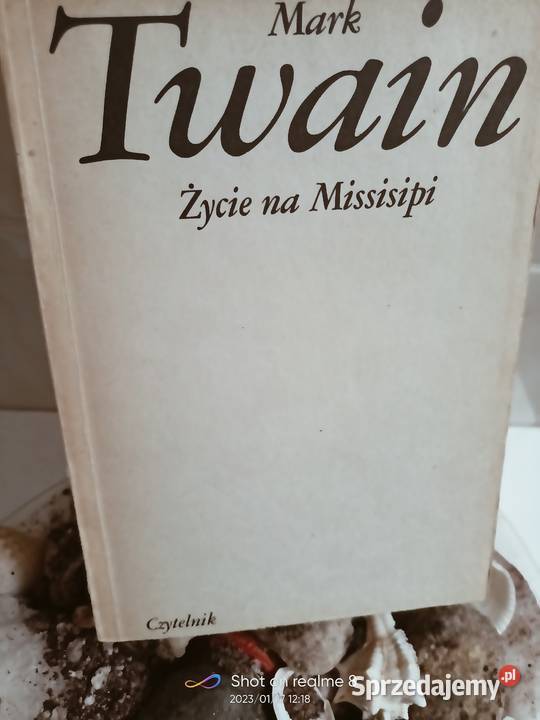 Mark
Twain
Życie na Missisipi
Czytelnik
Shot on realme 8
2023/01/17 12:18
Sprzedajemy.pl